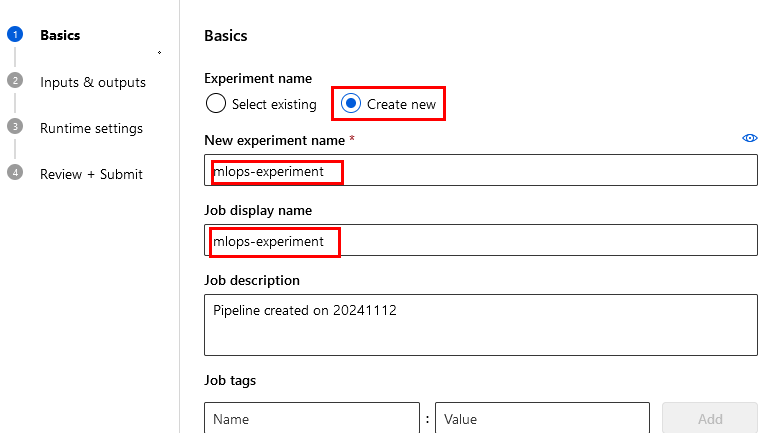 1 Basics
2 Inputs & outputs
3 Runtime settings
4 Review + Submit
Basics
Experiment name
Select existing Create new
New experiment name *
mlops-experiment
Job display name
mlops-experiment
Job description
Pipeline created on 20241112
Job tags
Name : Value Add